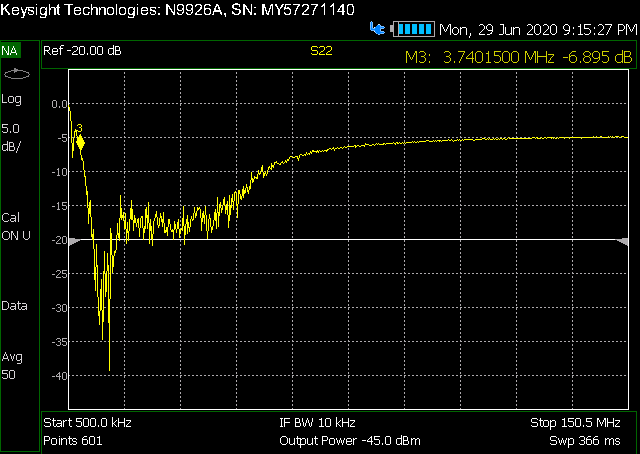 Keysight Technologies: N9926A, SN: MY57271140
Mon, 29 Jun 2020 9:15:27 PM
NA
Ref -20.00 dB
S22
M3: 3.7401500 MHz -6.895 dB
Log
5.0
dB/
Cal
ON U
Data
Avg
50
0.0
3
-5
-10
-15
-20
-25
-30
-35
-40
Start 500.0 kHz
IF BW 10 kHz
Stop 150.5 MHz
Points 601
Output Power -45.0 dBm
Swp 366 ms